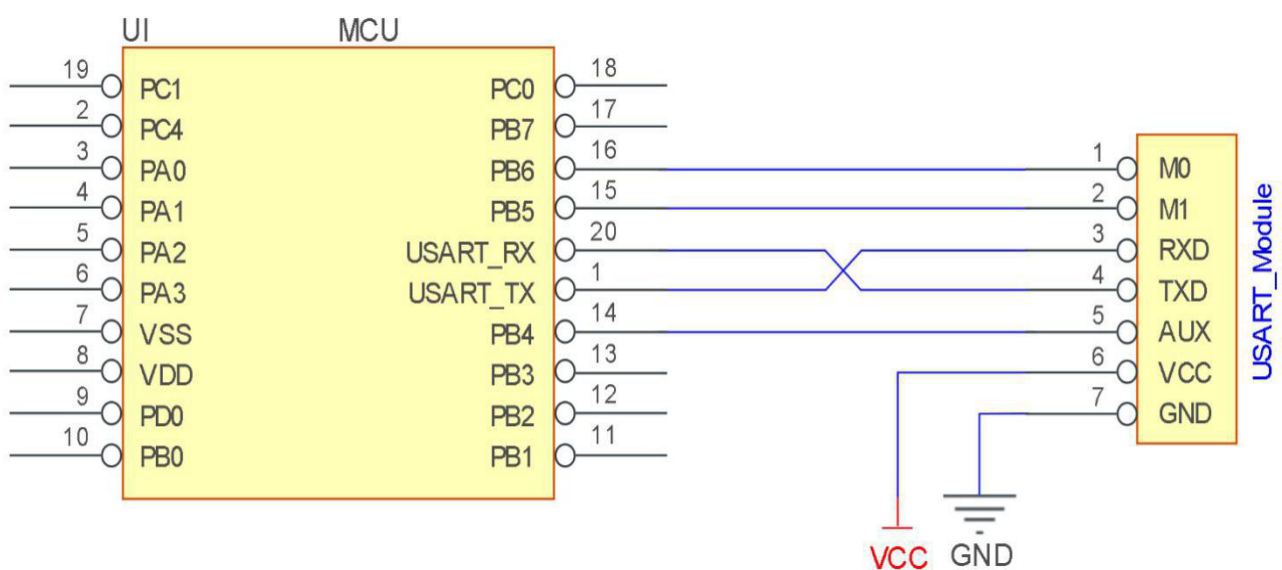 UI MCU
19 PC1 PC0 18
2 PC4 PB7 17
3 PA0 PB6 16
4 PA1 PB5 15
5 PA2 USART_RX 20
6 PA3 USART_TX 1
7 VSS PB4 14
8 VDD PB3 13
9 PD0 PB2 12
10 PB0 PB1 11
1 M0
2 M1
3 RXD
4 TXD
5 AUX
6 VCC
7 GND
USART_Module
VCC GND